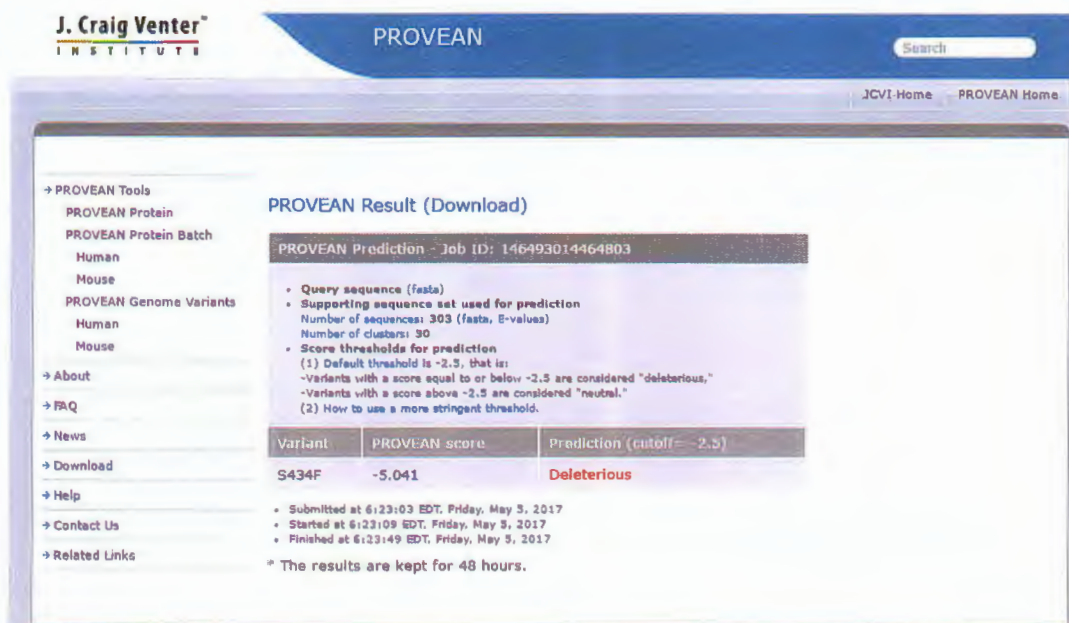 J. Craig Venter™
INSTITUTE
PROVEAN
Search
JCVI Home PROVEAN Home
→ PROVEAN Tools
PROVEAN Protein
PROVEAN Protein Batch
Human
Mouse
PROVEAN Genome Variants
Human
Mouse
→ About
→ FAQ
→ News
→ Download
→ Help
→ Contact Us
→ Related Links
PROVEAN Result (Download)
PROVEAN Prediction - Job ID: 146493014464803
• Query sequence (fasta)
• Supporting sequence set used for prediction
Number of sequences: 303 (fasta, E-values)
Number of clusters: 30
• Score thresholds for prediction
(1) Default threshold is -2.5, that is:
-Variants with a score equal to or below -2.5 are considered "deleterious,"
-Variants with a score above -2.5 are considered "neutral."
(2) How to use a more stringent threshold.
Variant PROVEAN score Prediction (cutoff= -2.5)
S434F -5.041 Deleterious
• Submitted at 6:23:03 EDT, Friday, May 5, 2017
• Started at 6:23:09 EDT, Friday, May 5, 2017
• Finished at 6:23:49 EDT, Friday, May 5, 2017
* The results are kept for 48 hours.